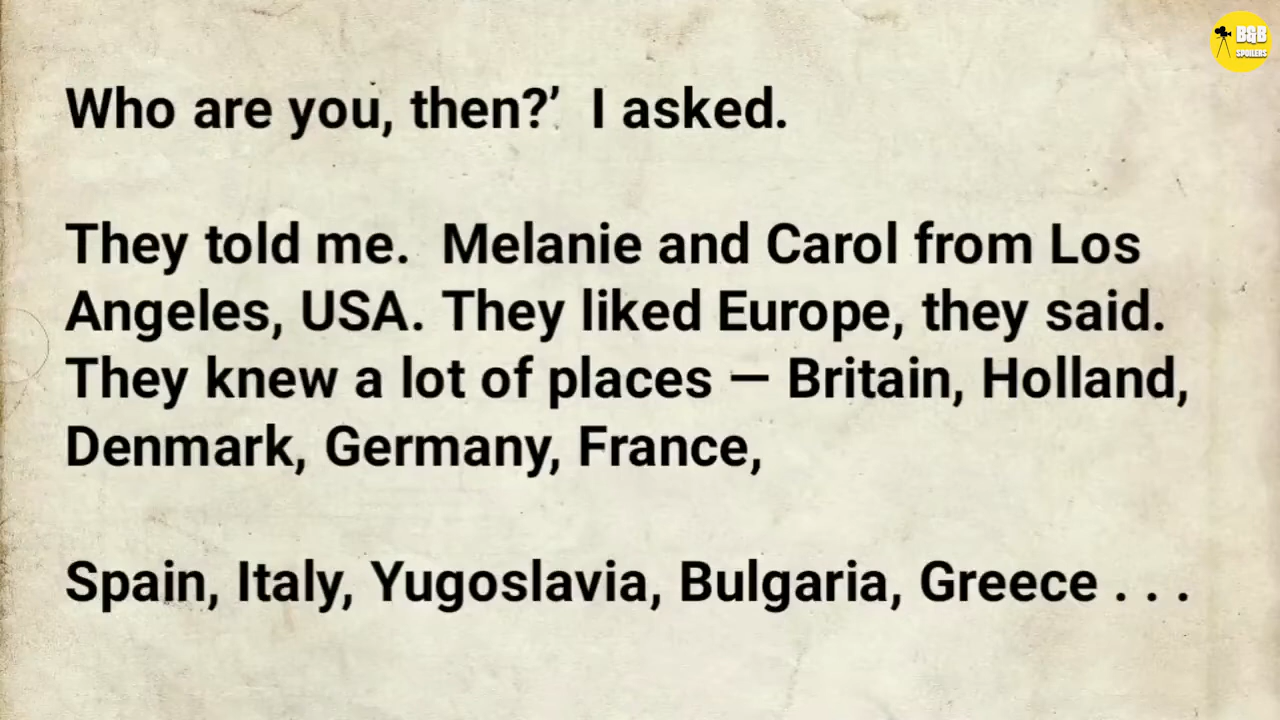 B&B
SPOILERS
Who are you, then?’ I asked.
They told me. Melanie and Carol from Los
Angeles, USA. They liked Europe, they said.
They knew a lot of places — Britain, Holland,
Denmark, Germany, France,
Spain, Italy, Yugoslavia, Bulgaria, Greece . . .